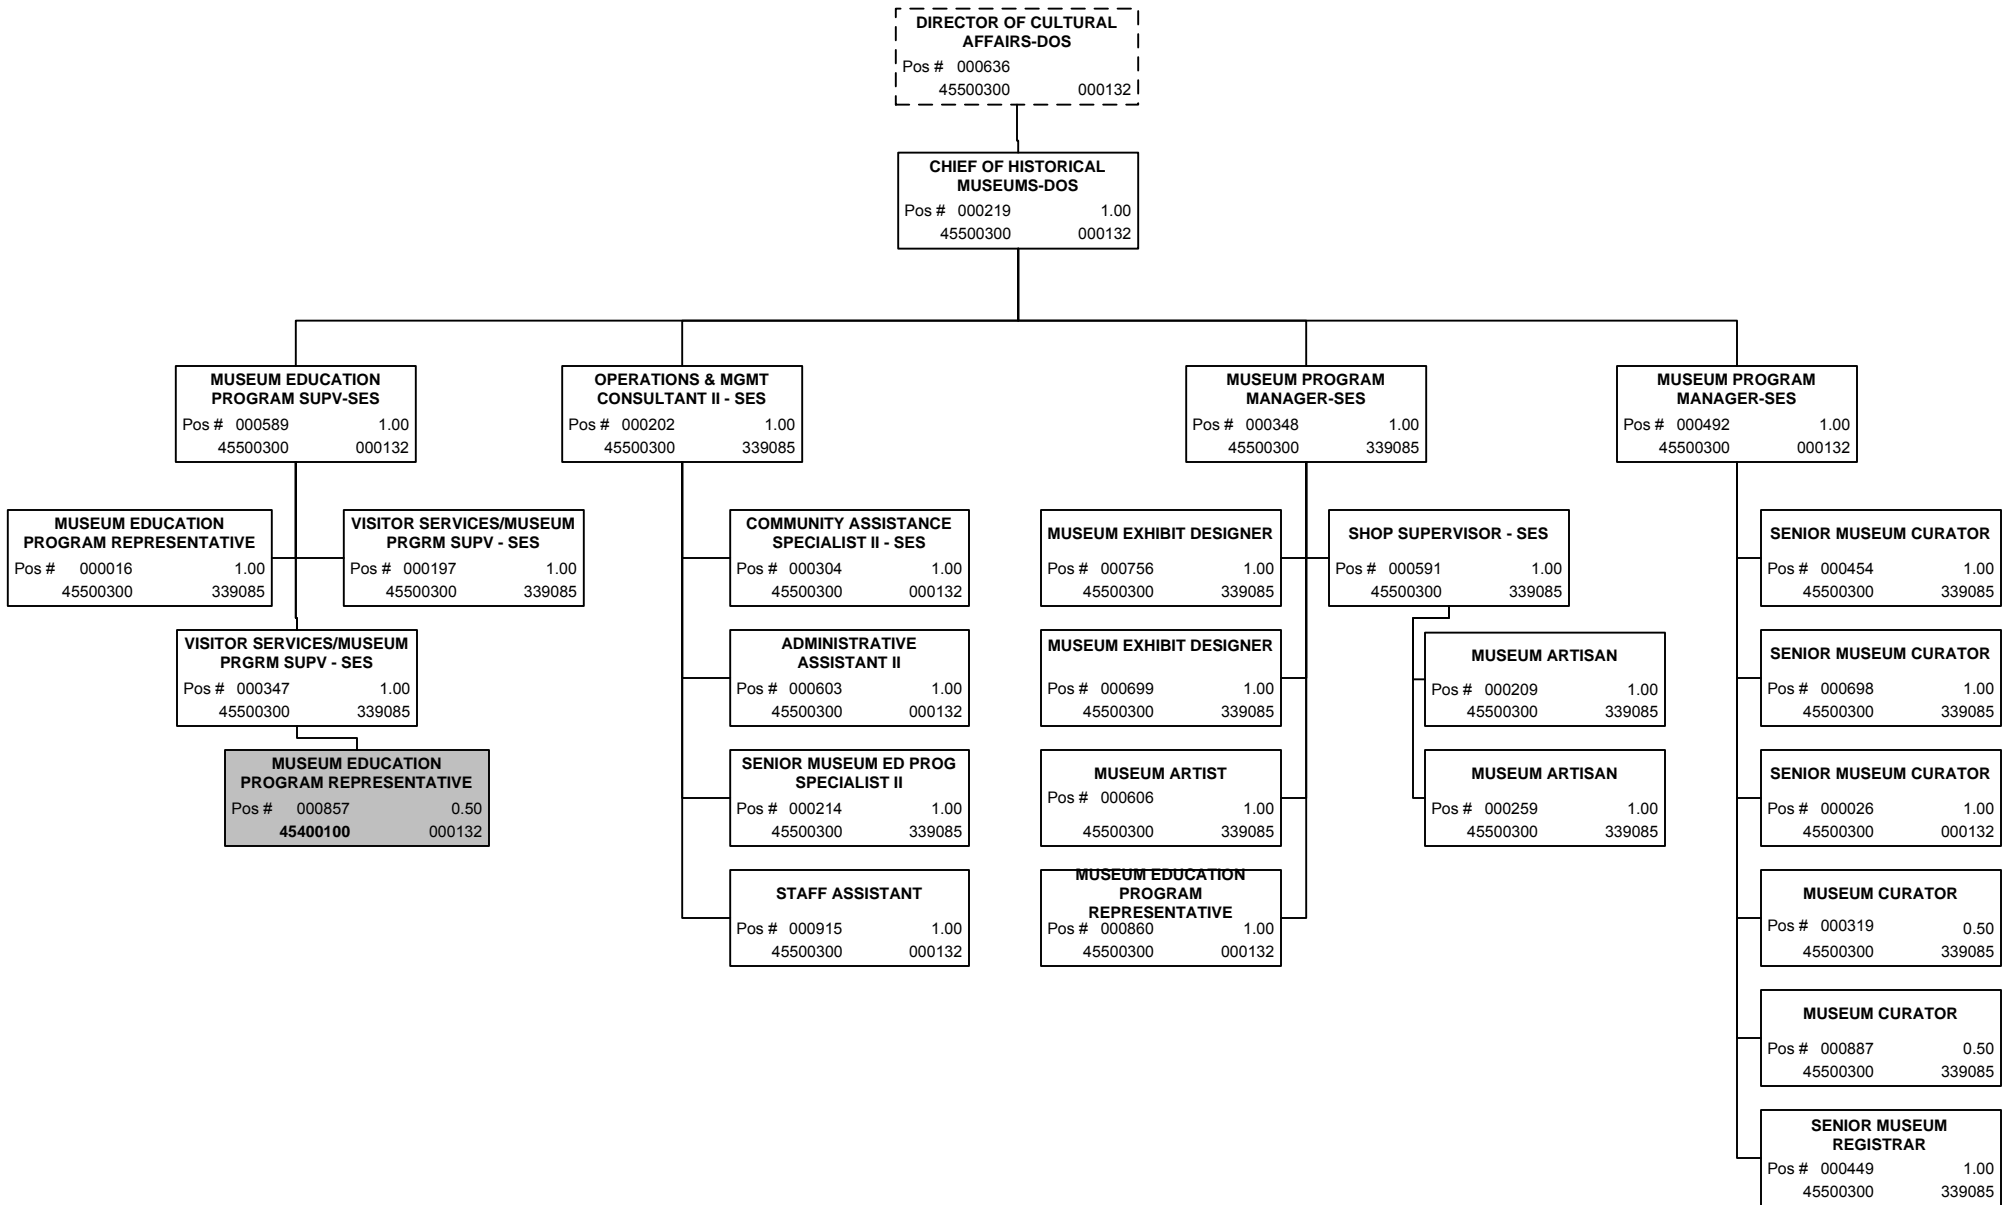 DIRECTOR OF CULTURAL
AFFAIRS-DOS
Pos # 000636
45500300 000132
CHIEF OF HISTORICAL
MUSEUMS-DOS
Pos # 000219 1.00
45500300 000132
MUSEUM EDUCATION
PROGRAM SUPV-SES
Pos # 000589 1.00
45500300 000132
OPERATIONS & MGMT
CONSULTANT II - SES
Pos # 000202 1.00
45500300 339085
MUSEUM PROGRAM
MANAGER-SES
Pos # 000348 1.00
45500300 339085
MUSEUM PROGRAM
MANAGER-SES
Pos # 000492 1.00
45500300 000132
MUSEUM EDUCATION
PROGRAM REPRESENTATIVE
Pos # 000016 1.00
45500300 339085
VISITOR SERVICES/MUSEUM
PRGRM SUPV - SES
Pos # 000197 1.00
45500300 339085
VISITOR SERVICES/MUSEUM
PRGRM SUPV - SES
Pos # 000347 1.00
45500300 339085
MUSEUM EDUCATION
PROGRAM REPRESENTATIVE
Pos # 000857 0.50
45400100 000132
COMMUNITY ASSISTANCE
SPECIALIST II - SES
Pos # 000304 1.00
45500300 000132
ADMINISTRATIVE
ASSISTANT II
Pos # 000603 1.00
45500300 000132
SENIOR MUSEUM ED PROG
SPECIALIST II
Pos # 000214 1.00
45500300 339085
STAFF ASSISTANT
Pos # 000915 1.00
45500300 000132
MUSEUM EXHIBIT DESIGNER
Pos # 000756 1.00
45500300 339085
MUSEUM EXHIBIT DESIGNER
Pos # 000699 1.00
45500300 339085
MUSEUM ARTIST
Pos # 000606
1.00
45500300 339085
MUSEUM EDUCATION
PROGRAM
REPRESENTATIVE
Pos # 000860 1.00
45500300 000132
SHOP SUPERVISOR - SES
Pos # 000591 1.00
45500300 339085
MUSEUM ARTISAN
Pos # 000209 1.00
45500300 339085
MUSEUM ARTISAN
Pos # 000259 1.00
45500300 339085
SENIOR MUSEUM CURATOR
Pos # 000454 1.00
45500300 339085
SENIOR MUSEUM CURATOR
Pos # 000698 1.00
45500300 339085
SENIOR MUSEUM CURATOR
Pos # 000026 1.00
45500300 000132
MUSEUM CURATOR
Pos # 000319 0.50
45500300 339085
MUSEUM CURATOR
Pos # 000887 0.50
45500300 339085
SENIOR MUSEUM
REGISTRAR
Pos # 000449 1.00
45500300 339085